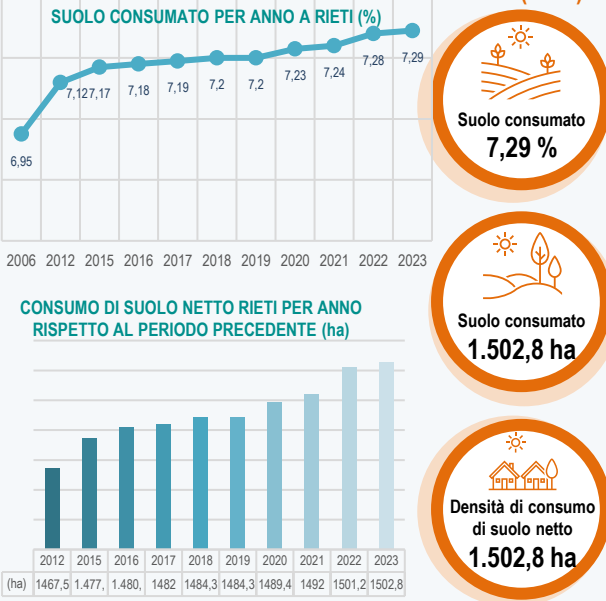 SUOLO CONSUMATO PER ANNO A RIETI (%)
6,95
7,12
7,17
7,18
7,19
7,2
7,2
7,23
7,24
7,28
7,29
2006 2012 2015 2016 2017 2018 2019 2020 2021 2022 2023
Suolo consumato
7,29 %
Suolo consumato
1.502,8 ha
CONSUMO DI SUOLO NETTO RIETI PER ANNO
RISPETTO AL PERIODO PRECEDENTE (ha)
2012 2015 2016 2017 2018 2019 2020 2021 2022 2023
(ha) 1467,5 1.477, 1.480, 1482 1484,3 1484,3 1489,4 1492 1501,2 1502,8
Densità di consumo
di suolo netto
1.502,8 ha